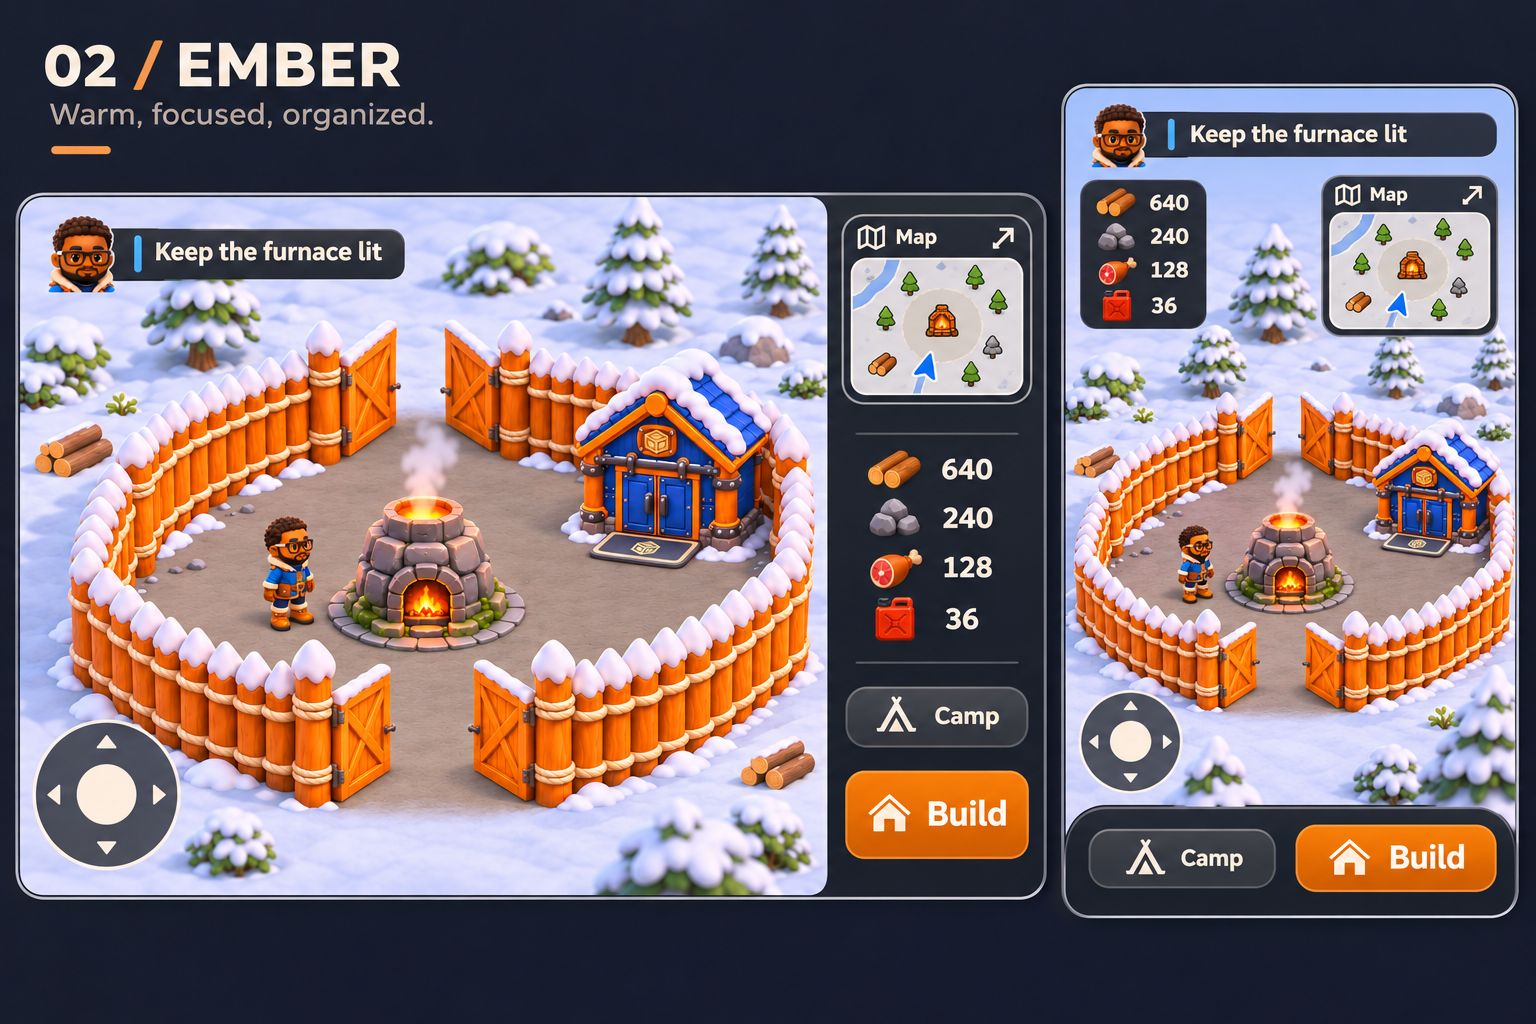 02 / EMBER
Warm, focused, organized.
Keep the furnace lit
Map
640
240
128
36
Camp
Build
Keep the furnace lit
640
240
128
36
Map
Camp
Build